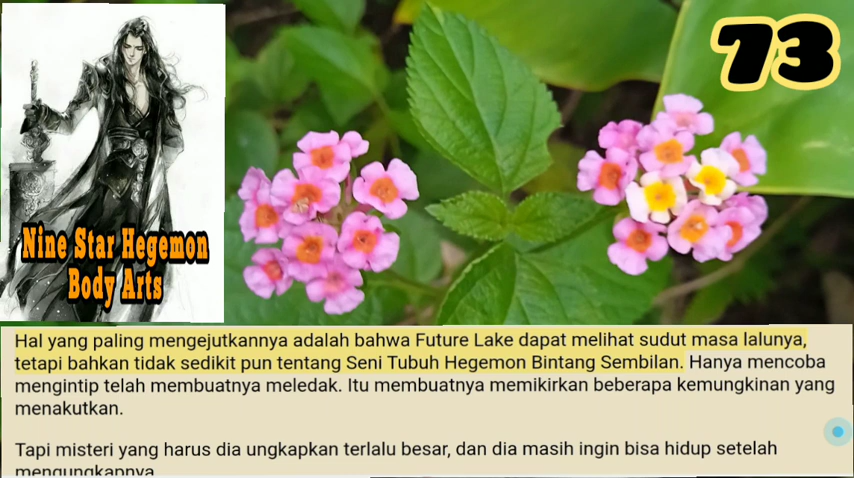 73
Nine Star Hegemon
Body Arts
Hal yang paling mengejutkannya adalah bahwa Future Lake dapat melihat sudut masa lalunya,
tetapi bahkan tidak sedikit pun tentang Seni Tubuh Hegemon Bintang Sembilan. Hanya mencoba
mengintip telah membuatnya meledak. Itu membuatnya memikirkan beberapa kemungkinan yang
menakutkan.
Tapi misteri yang harus dia ungkapkan terlalu besar, dan dia masih ingin bisa hidup setelah
mengungkapnya